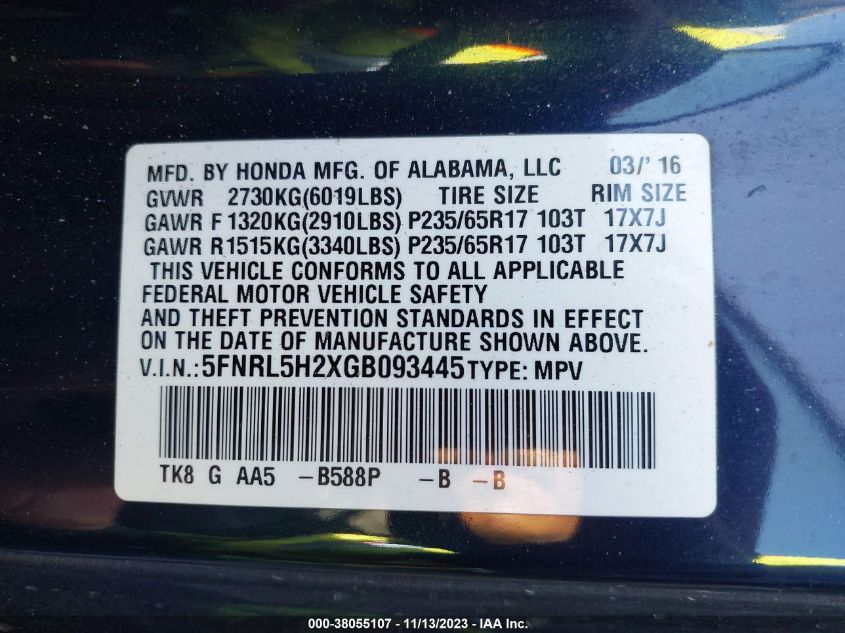 MFD. BY HONDA MFG. OF ALABAMA, LLC 03/' 16
GVWR 2730KG(6019LBS) TIRE SIZE RIM SIZE
GAWR F 1320KG(2910LBS) P235/65R17 103T 17X7J
GAWR R1515KG(3340LBS) P235/65R17 103T 17X7J
THIS VEHICLE CONFORMS TO ALL APPLICABLE
FEDERAL MOTOR VEHICLE SAFETY
AND THEFT PREVENTION STANDARDS IN EFFECT
ON THE DATE OF MANUFACTURE SHOWN ABOVE.
V.I.N.:5FNRL5H2XGB093445TYPE: MPV
TK8 G AA5 -B588P -B -B
000-38055107 - 11/13/2023 - IAA Inc.